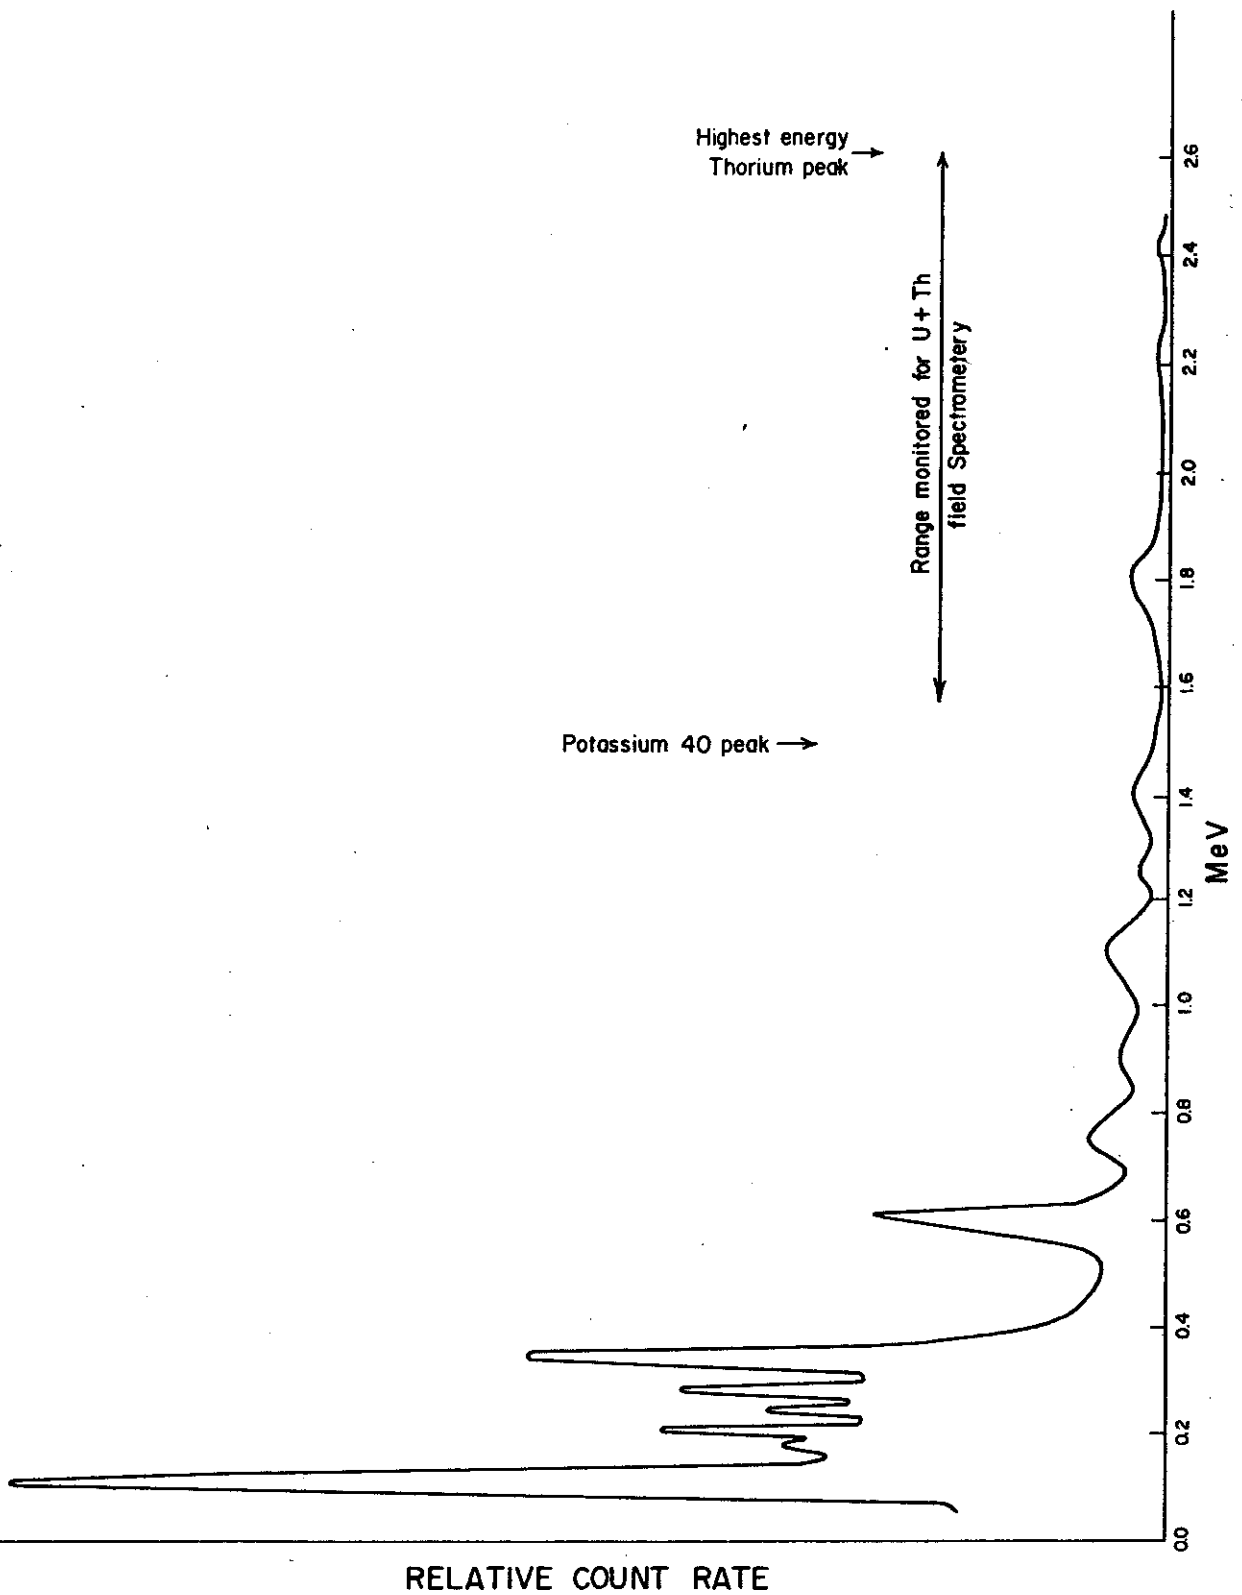 Highest energy
Thorium peak
Range monitored for U + Th
field Spectrometery
Potassium 40 peak
2.6
2.4
2.2
2.0
1.8
1.6
1.4
1.2
1.0
0.8
0.6
0.4
0.2
0.0
MeV
RELATIVE COUNT RATE